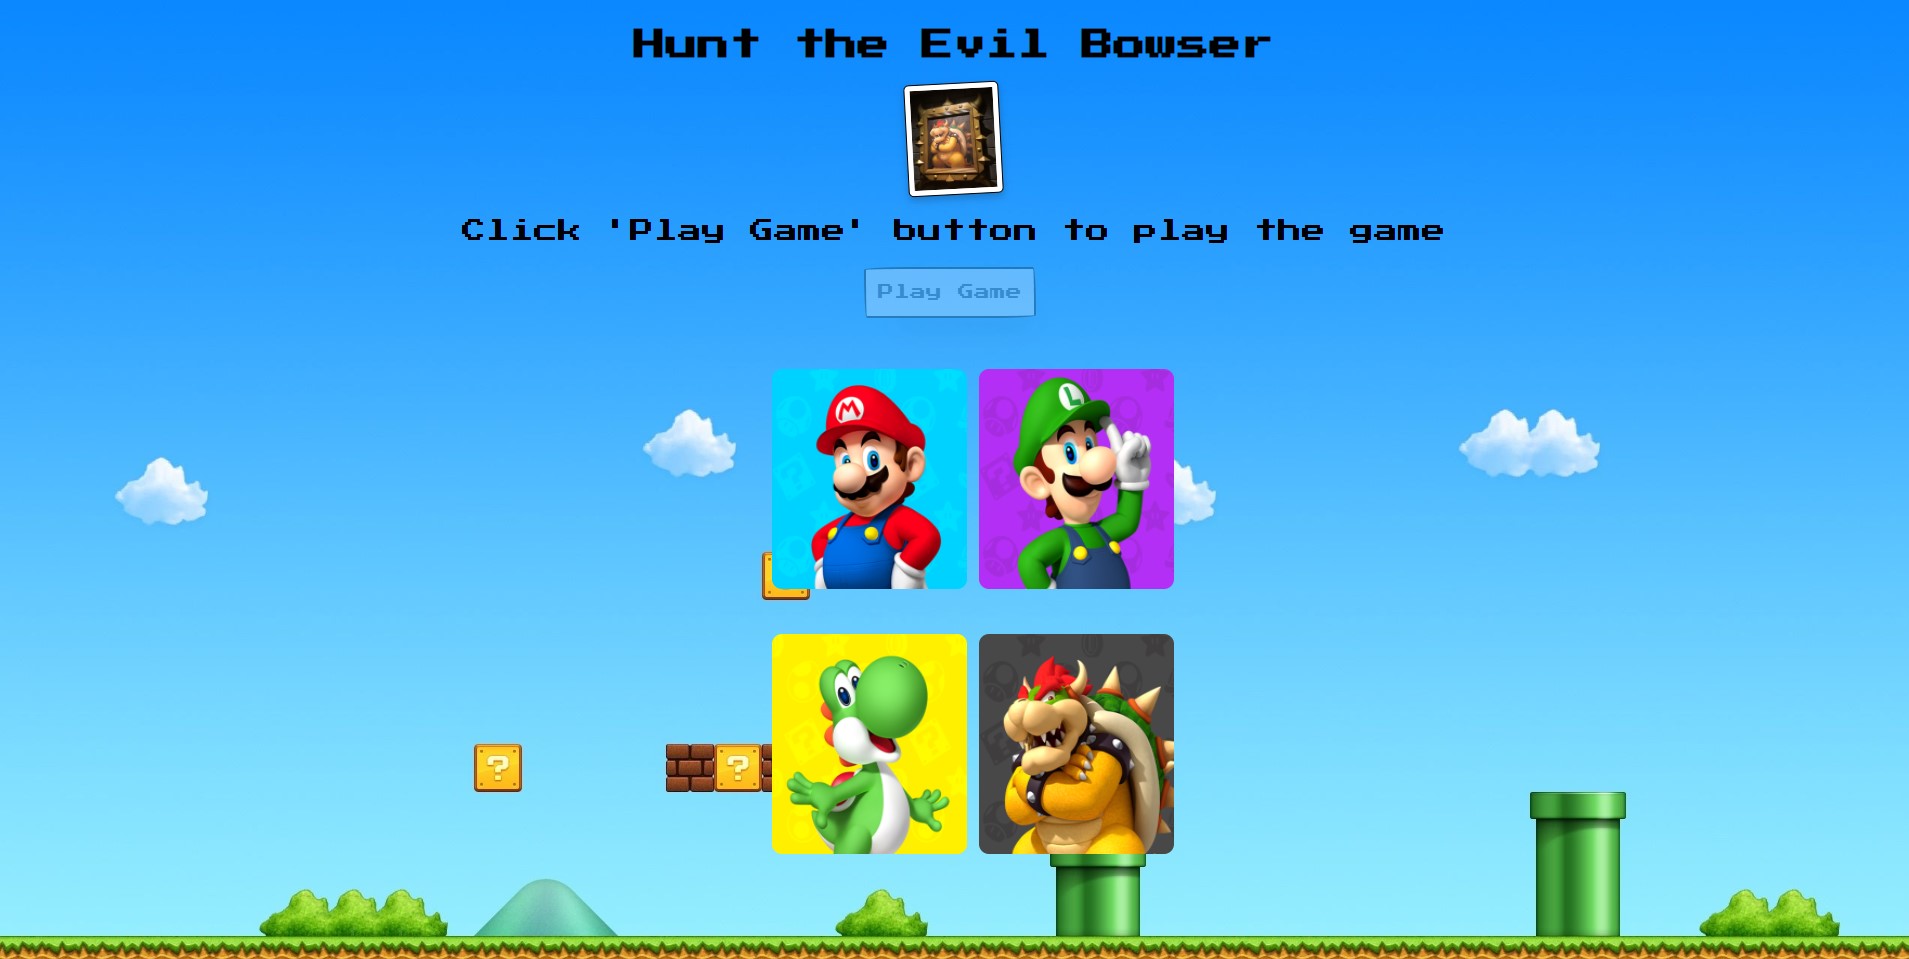 Hunt the Evil Bowser
Click 'Play Game' button to play the game
Play Game
M
L
?
?